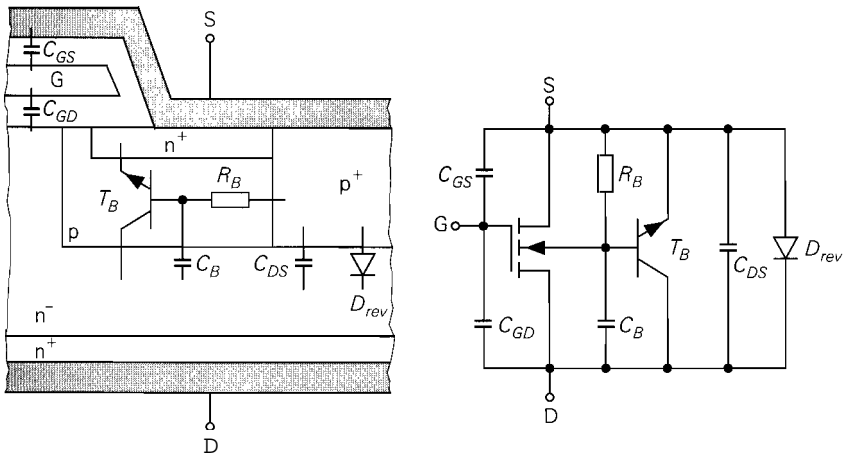 S
C_GS
G
C_GD
n⁺
R_B
p⁺
T_B
p
C_B
C_DS
D_rev
n⁻
n⁺
D
S
C_GS
R_B
G
T_B
C_DS
D_rev
C_GD
C_B
D